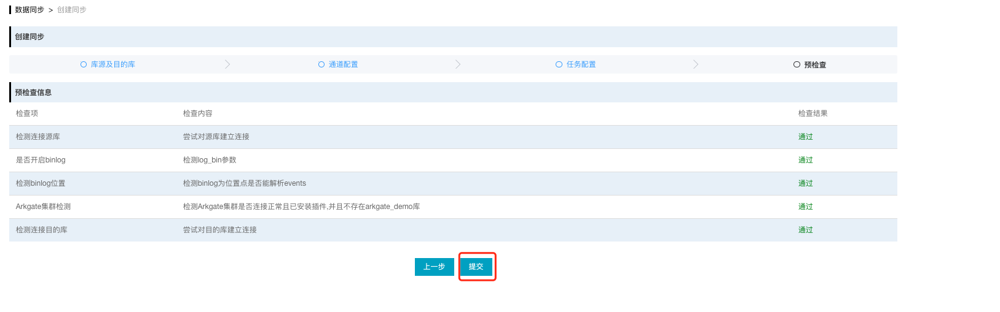 数据同步 > 创建同步
创建同步
库源及目的库 通道配置 任务配置 预检查
预检查信息
检查项 检查内容 检查结果
检测连接源库 尝试对源库建立连接 通过
是否开启binlog 检测log_bin参数 通过
检测binlog位置 检测binlog为位置点是否能解析events 通过
Arkgate集群检测 检测Arkgate集群是否连接正常且已安装插件,并且不存在arkgate_demo库 通过
检测连接目的库 尝试对目的库建立连接 通过
上一步 提交